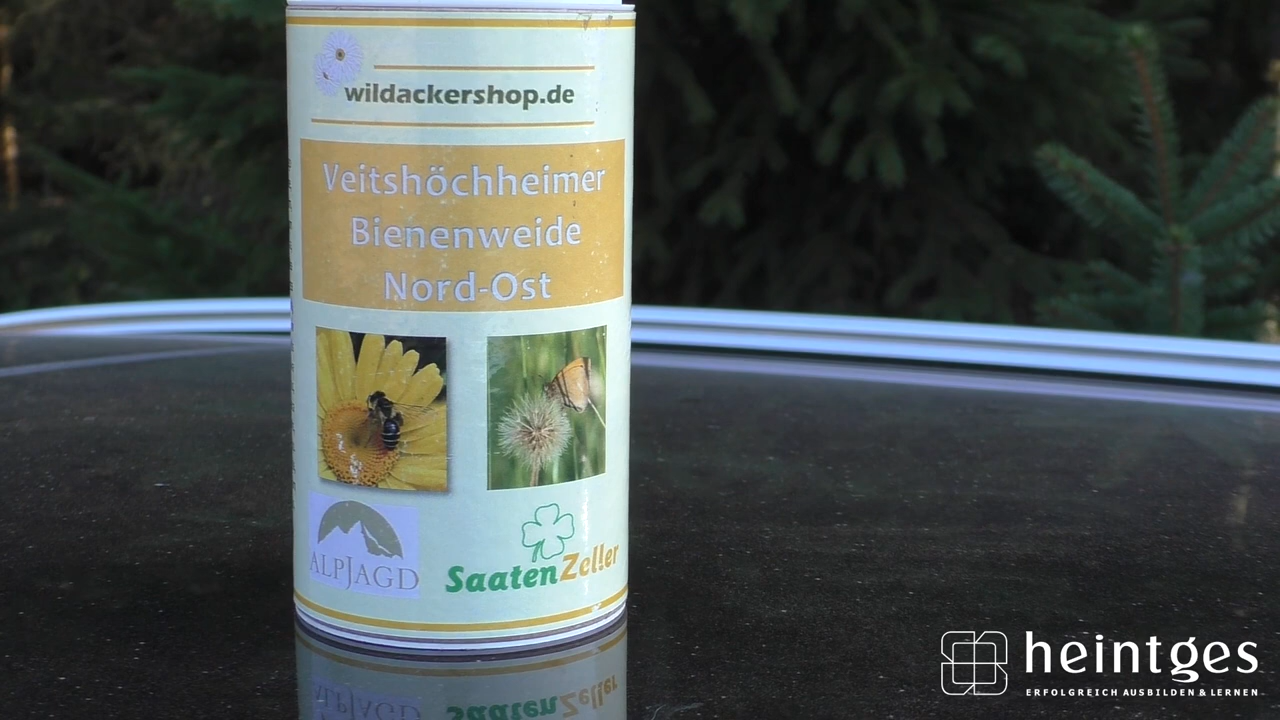 wildackershop.de
Veitshöchheimer
Bienenweide
Nord-Ost
ALPJAGD
SaatenZeller
heintges
ERFOLGREICH AUSBILDEN & LERNEN